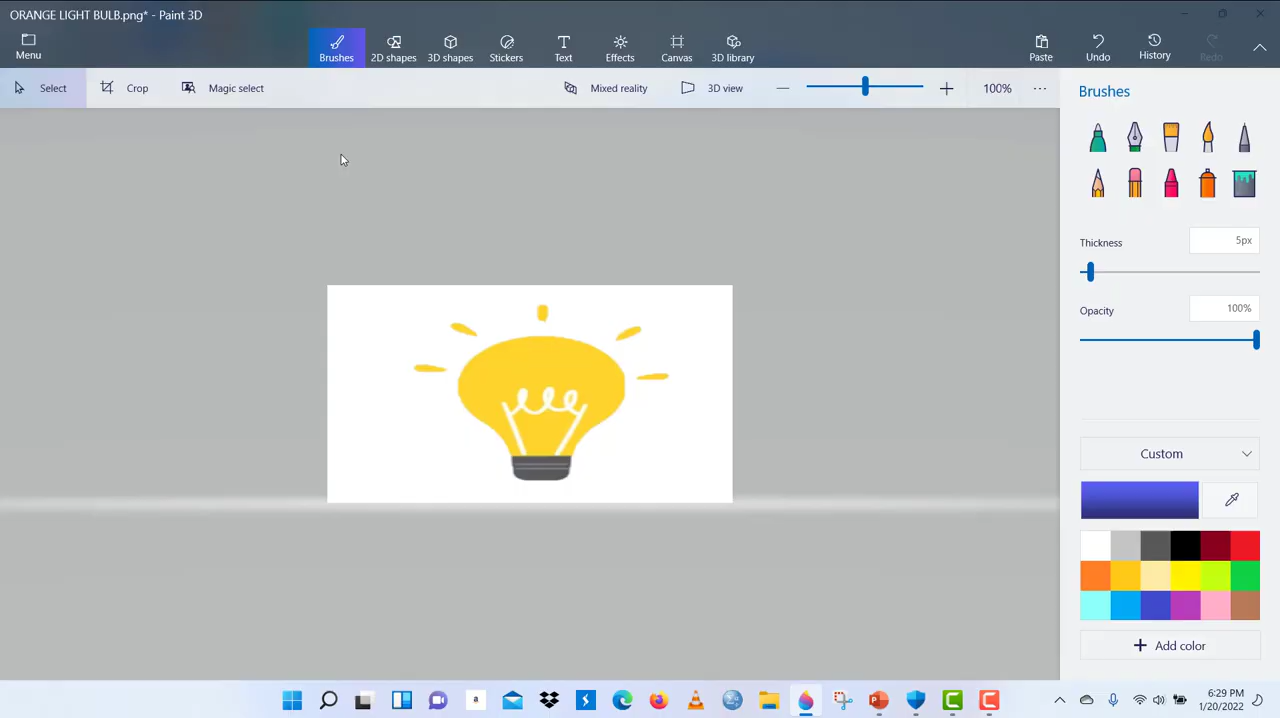 ORANGE LIGHT BULB.png* - Paint 3D
Menu
Brushes
2D shapes
3D shapes
Stickers
Text
Effects
Canvas
3D library
Paste
Undo
History
Redo
Select
Crop
Magic select
Mixed reality
3D view
100%
Brushes
Thickness
5px
Opacity
100%
Custom
Add color
a
6:29 PM
1/20/2022